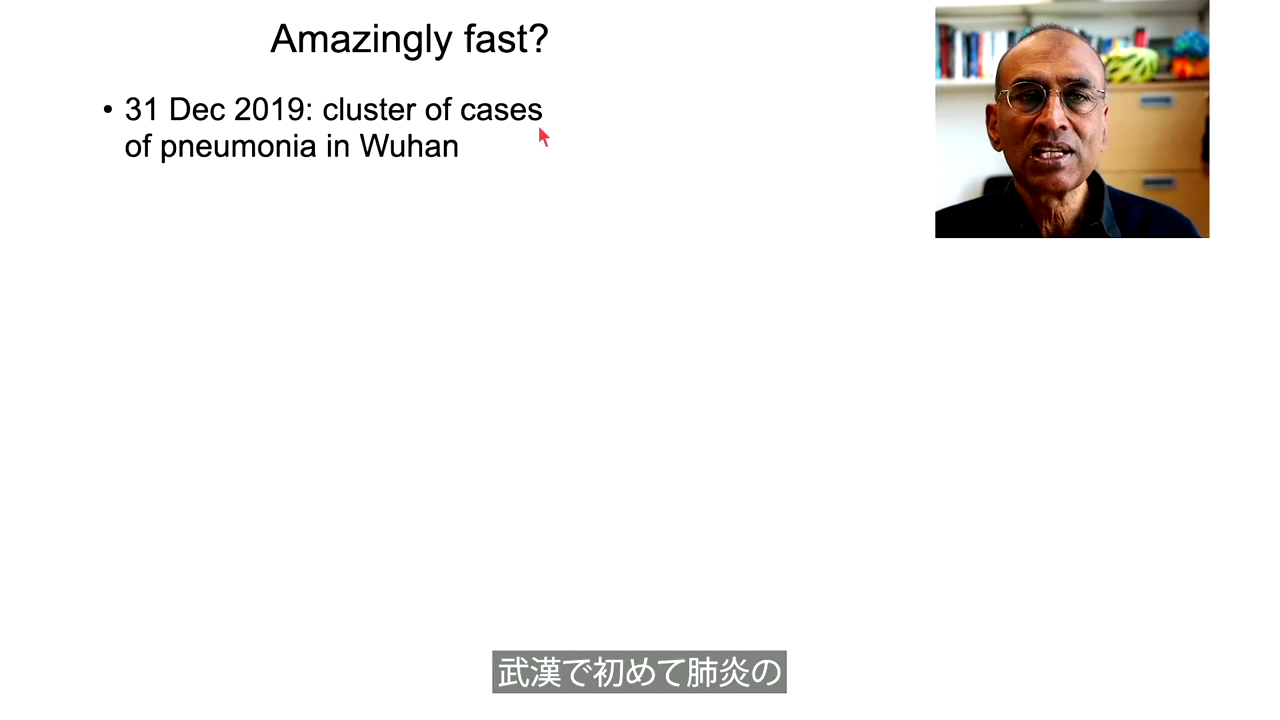 Amazingly fast?
• 31 Dec 2019: cluster of cases
of pneumonia in Wuhan
武漢で初めて肺炎の